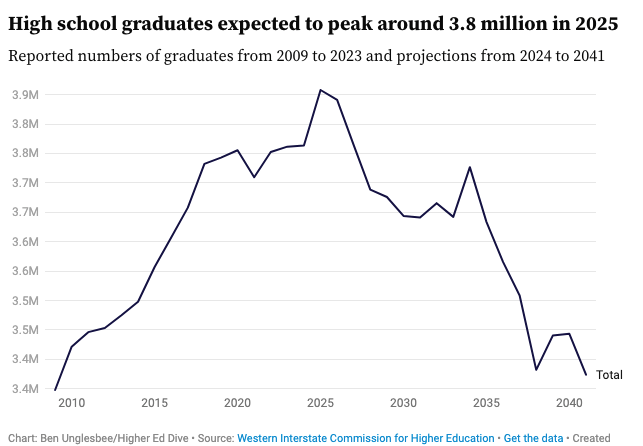 High school graduates expected to peak around 3.8 million in 2025
Reported numbers of graduates from 2009 to 2023 and projections from 2024 to 2041
3.9M
3.8M
3.8M
3.7M
3.7M
3.6M
3.6M
3.5M
3.5M
3.4M
3.4M
Total
2010 2015 2020 2025 2030 2035 2040
Chart: Ben Unglesbee/Higher Ed Dive • Source: Western Interstate Commission for Higher Education • Get the data • Created